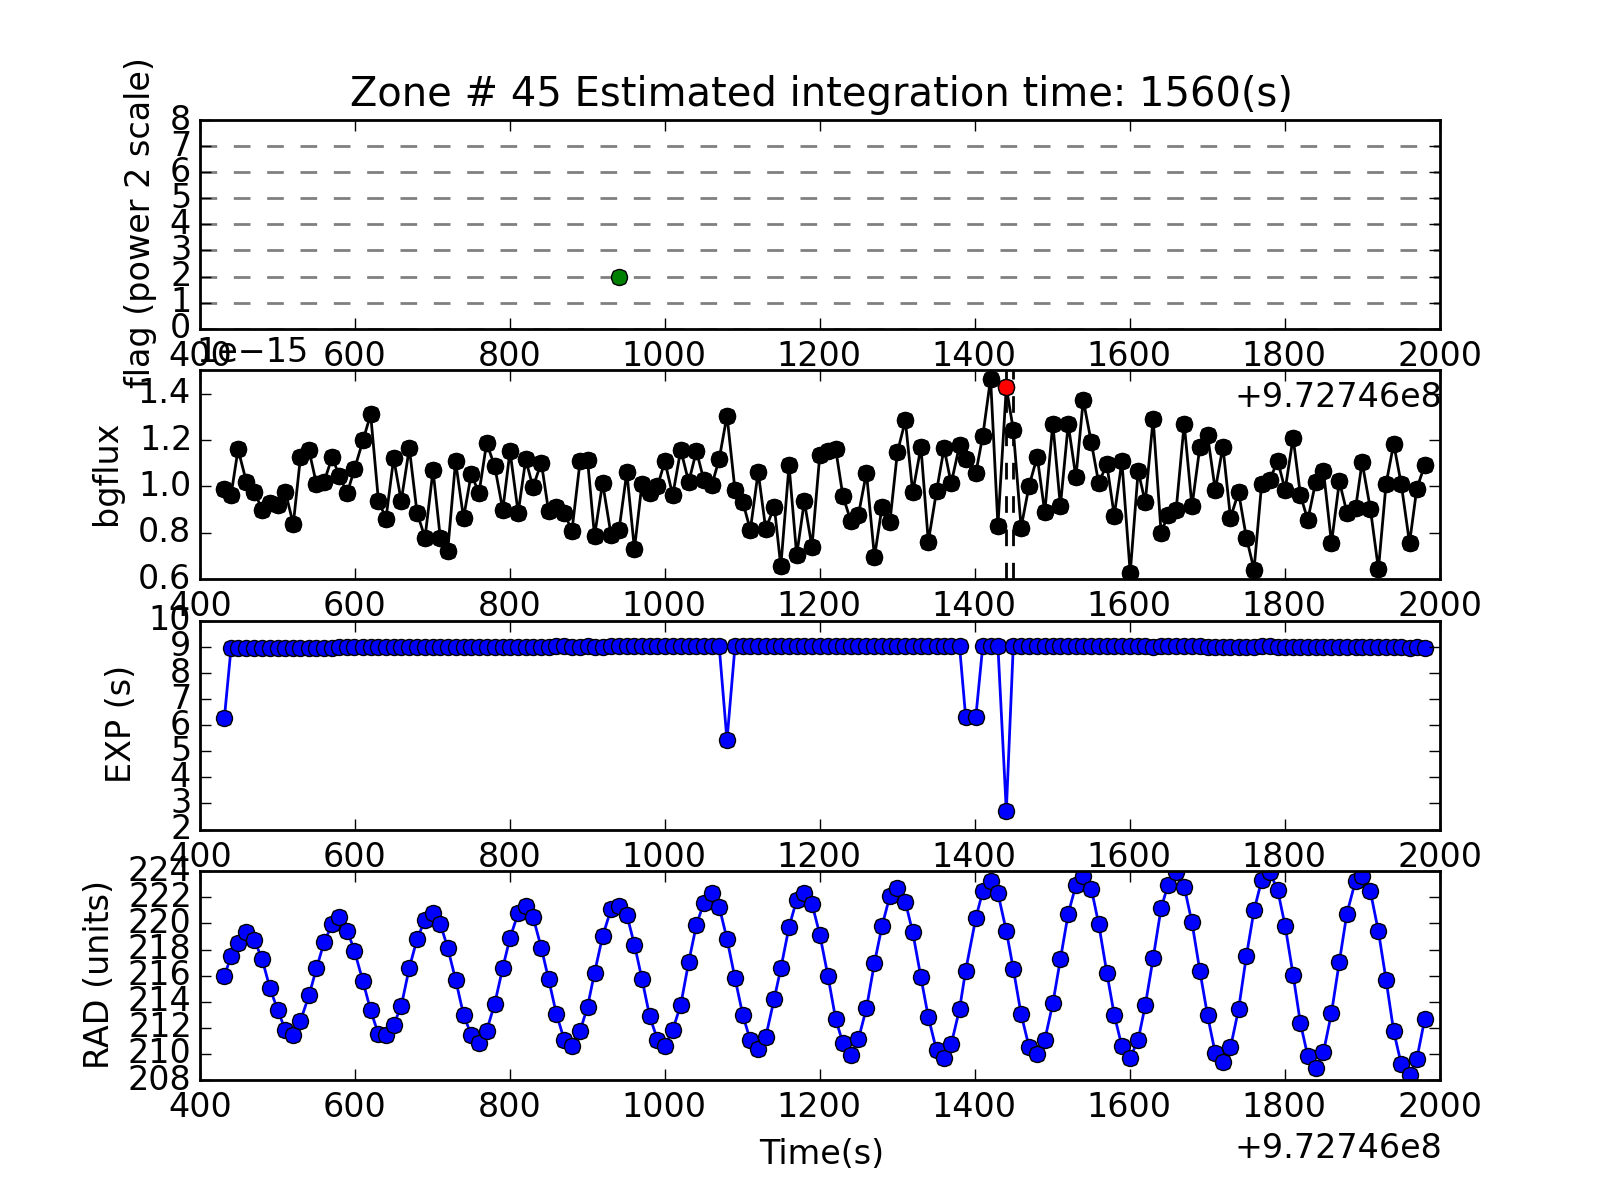 Zone # 45 Estimated integration time: 1560(s)
flag (power 2 scale)
8
7
6
5
4
3
2
1
0
400 600 800 1000 1200 1400 1600 1800 2000
1e−15
+9.72746e8
bgflux
1.4
1.2
1.0
0.8
0.6
400 600 800 1000 1200 1400 1600 1800 2000
EXP (s)
10
9
8
7
6
5
4
3
2
400 600 800 1000 1200 1400 1600 1800 2000
RAD (units)
224
222
220
218
216
214
212
210
208
400 600 800 1000 1200 1400 1600 1800 2000
Time(s)
+9.72746e8